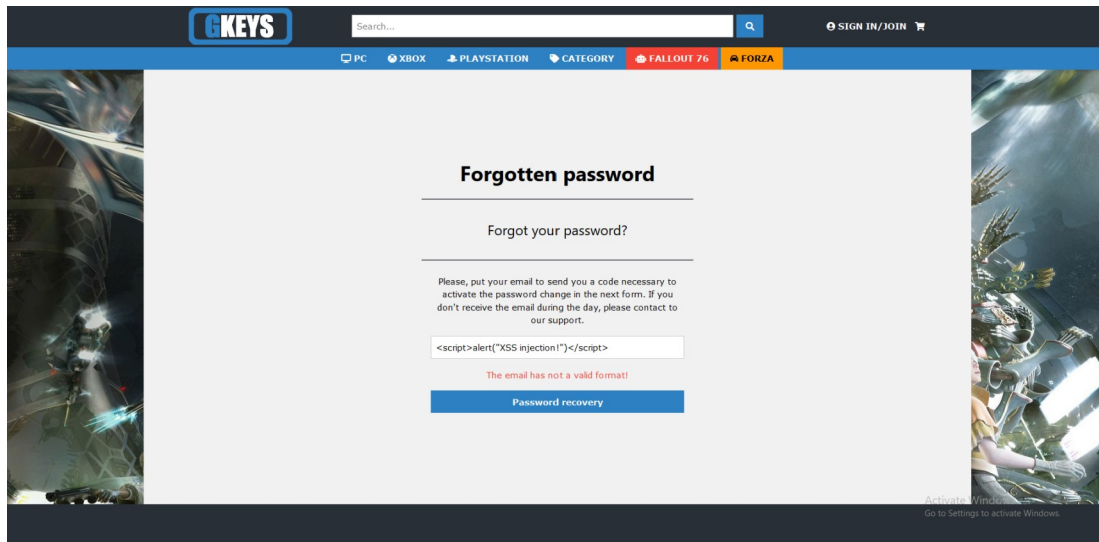 GKEYS
Search...
SIGN IN/JOIN
PC XBOX PLAYSTATION CATEGORY FALLOUT 76 FORZA
Forgotten password
Forgot your password?
Please, put your email to send you a code necessary to
activate the password change in the next form. If you
don't receive the email during the day, please contact to
our support.
<script>alert("XSS injection!")</script>
The email has not a valid format!
Password recovery
Activate Windows
Go to Settings to activate Windows.